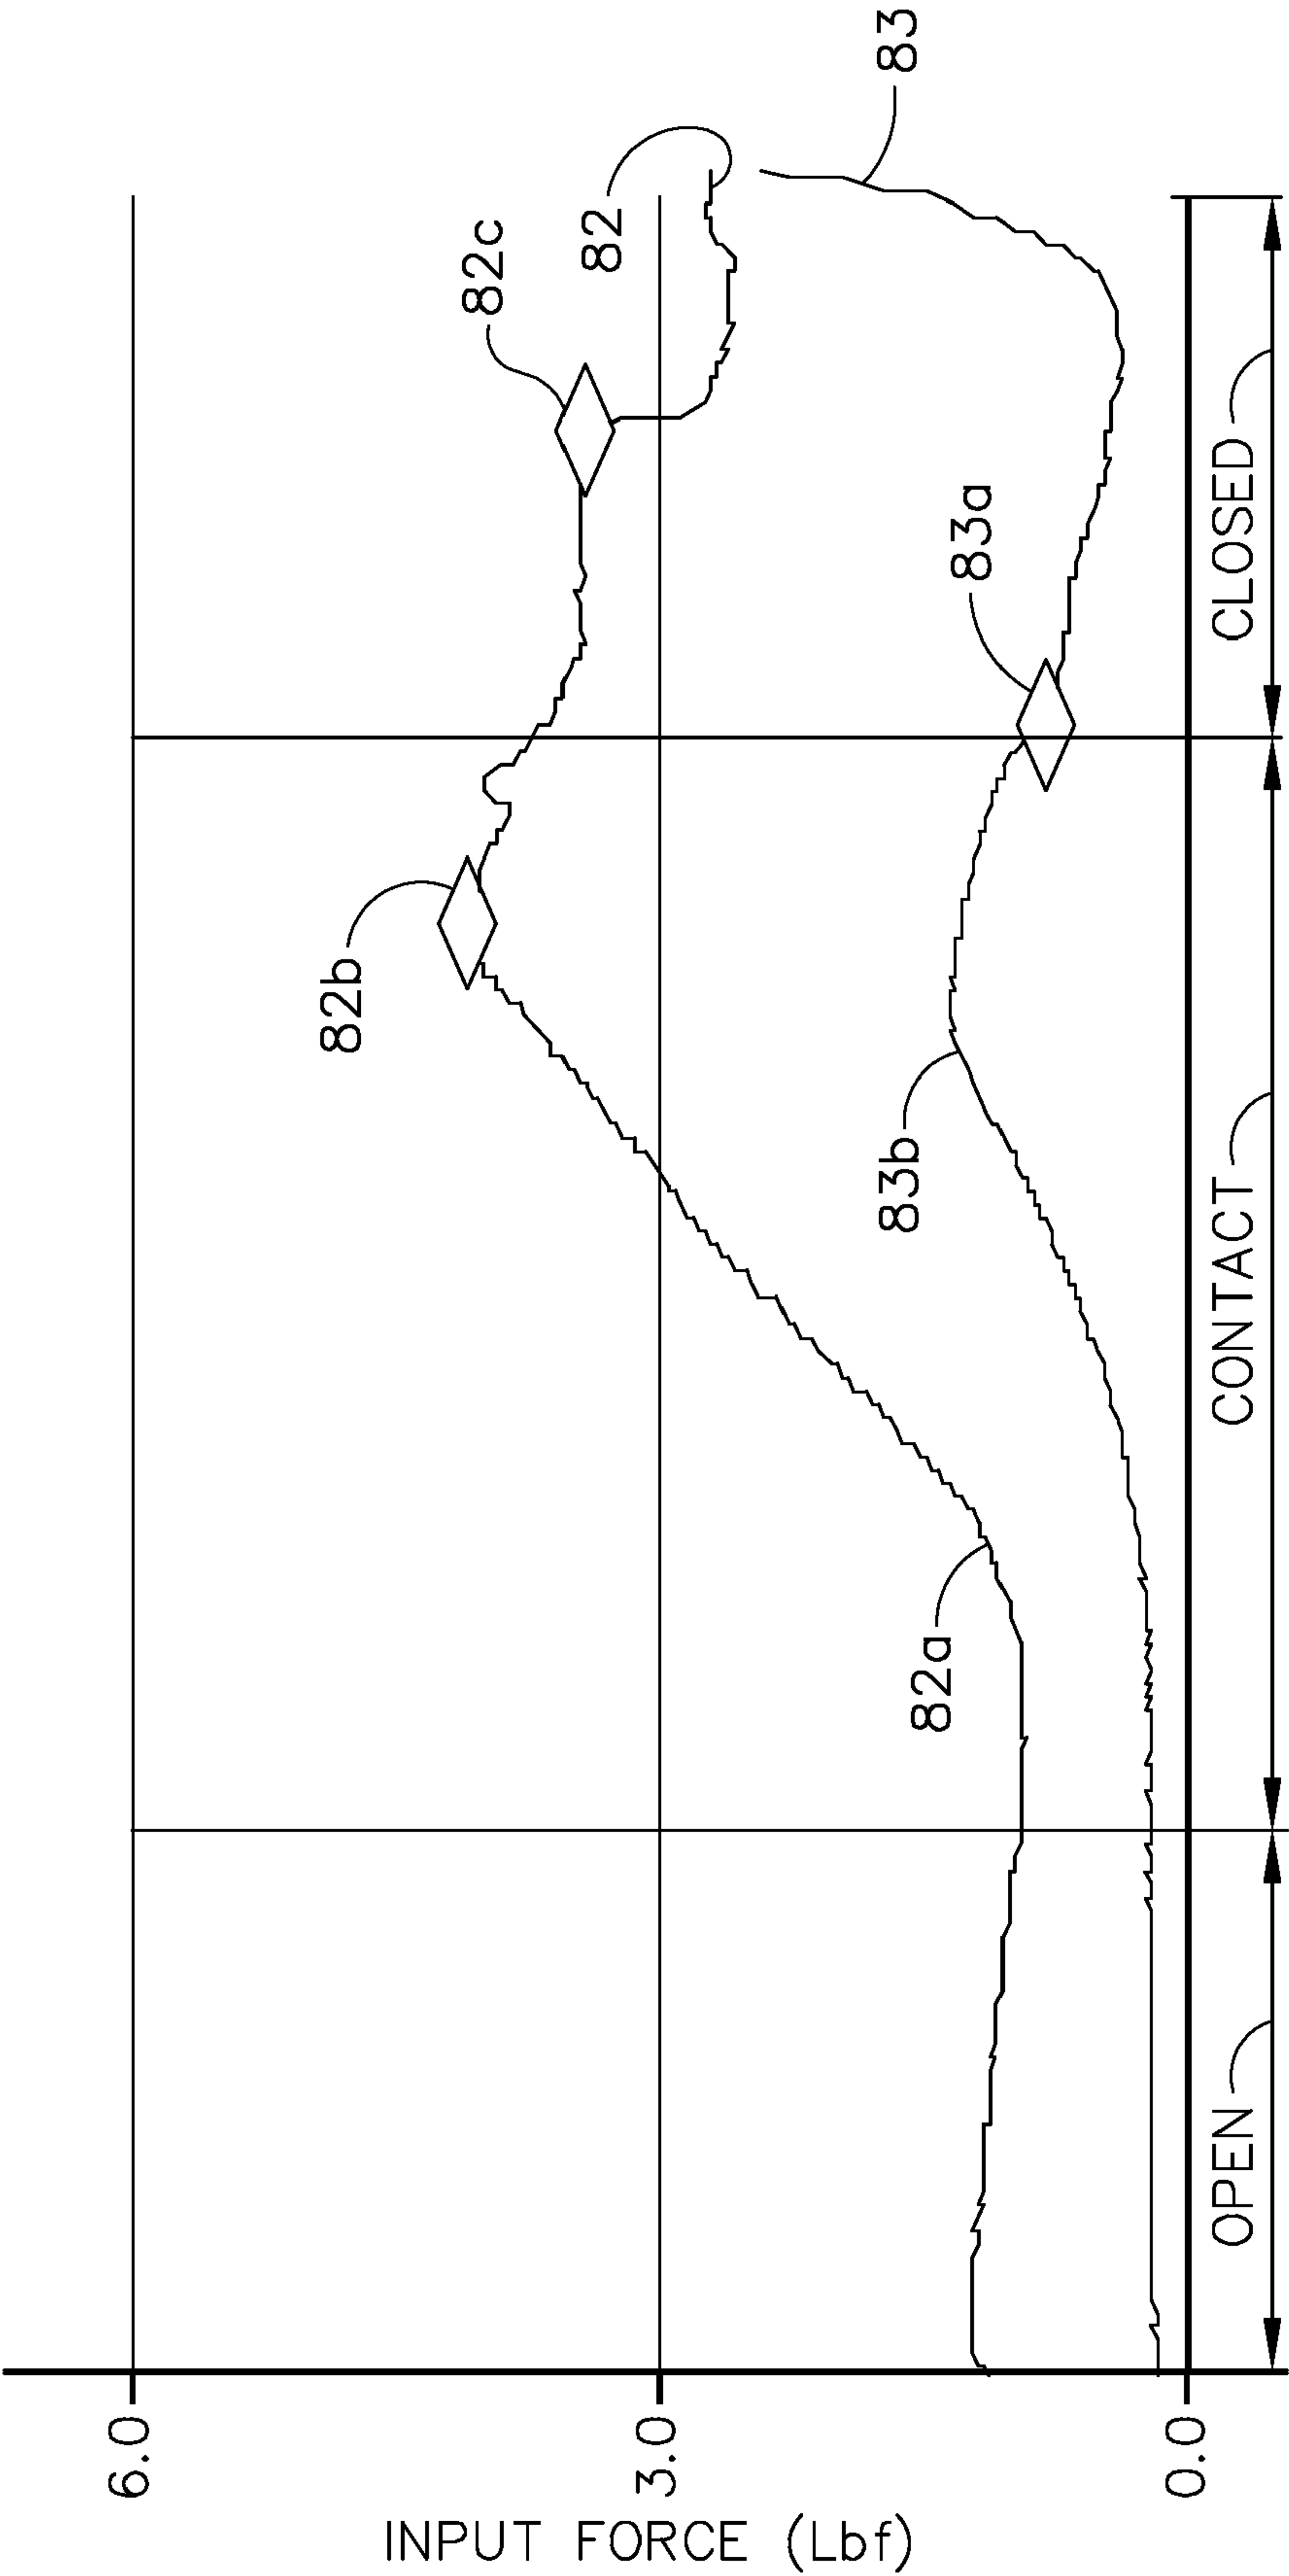 INPUT FORCE (Lbf)
6.0
3.0
0.0
82b
82c
82
83
82a
83b
83a
OPEN
CONTACT
CLOSED